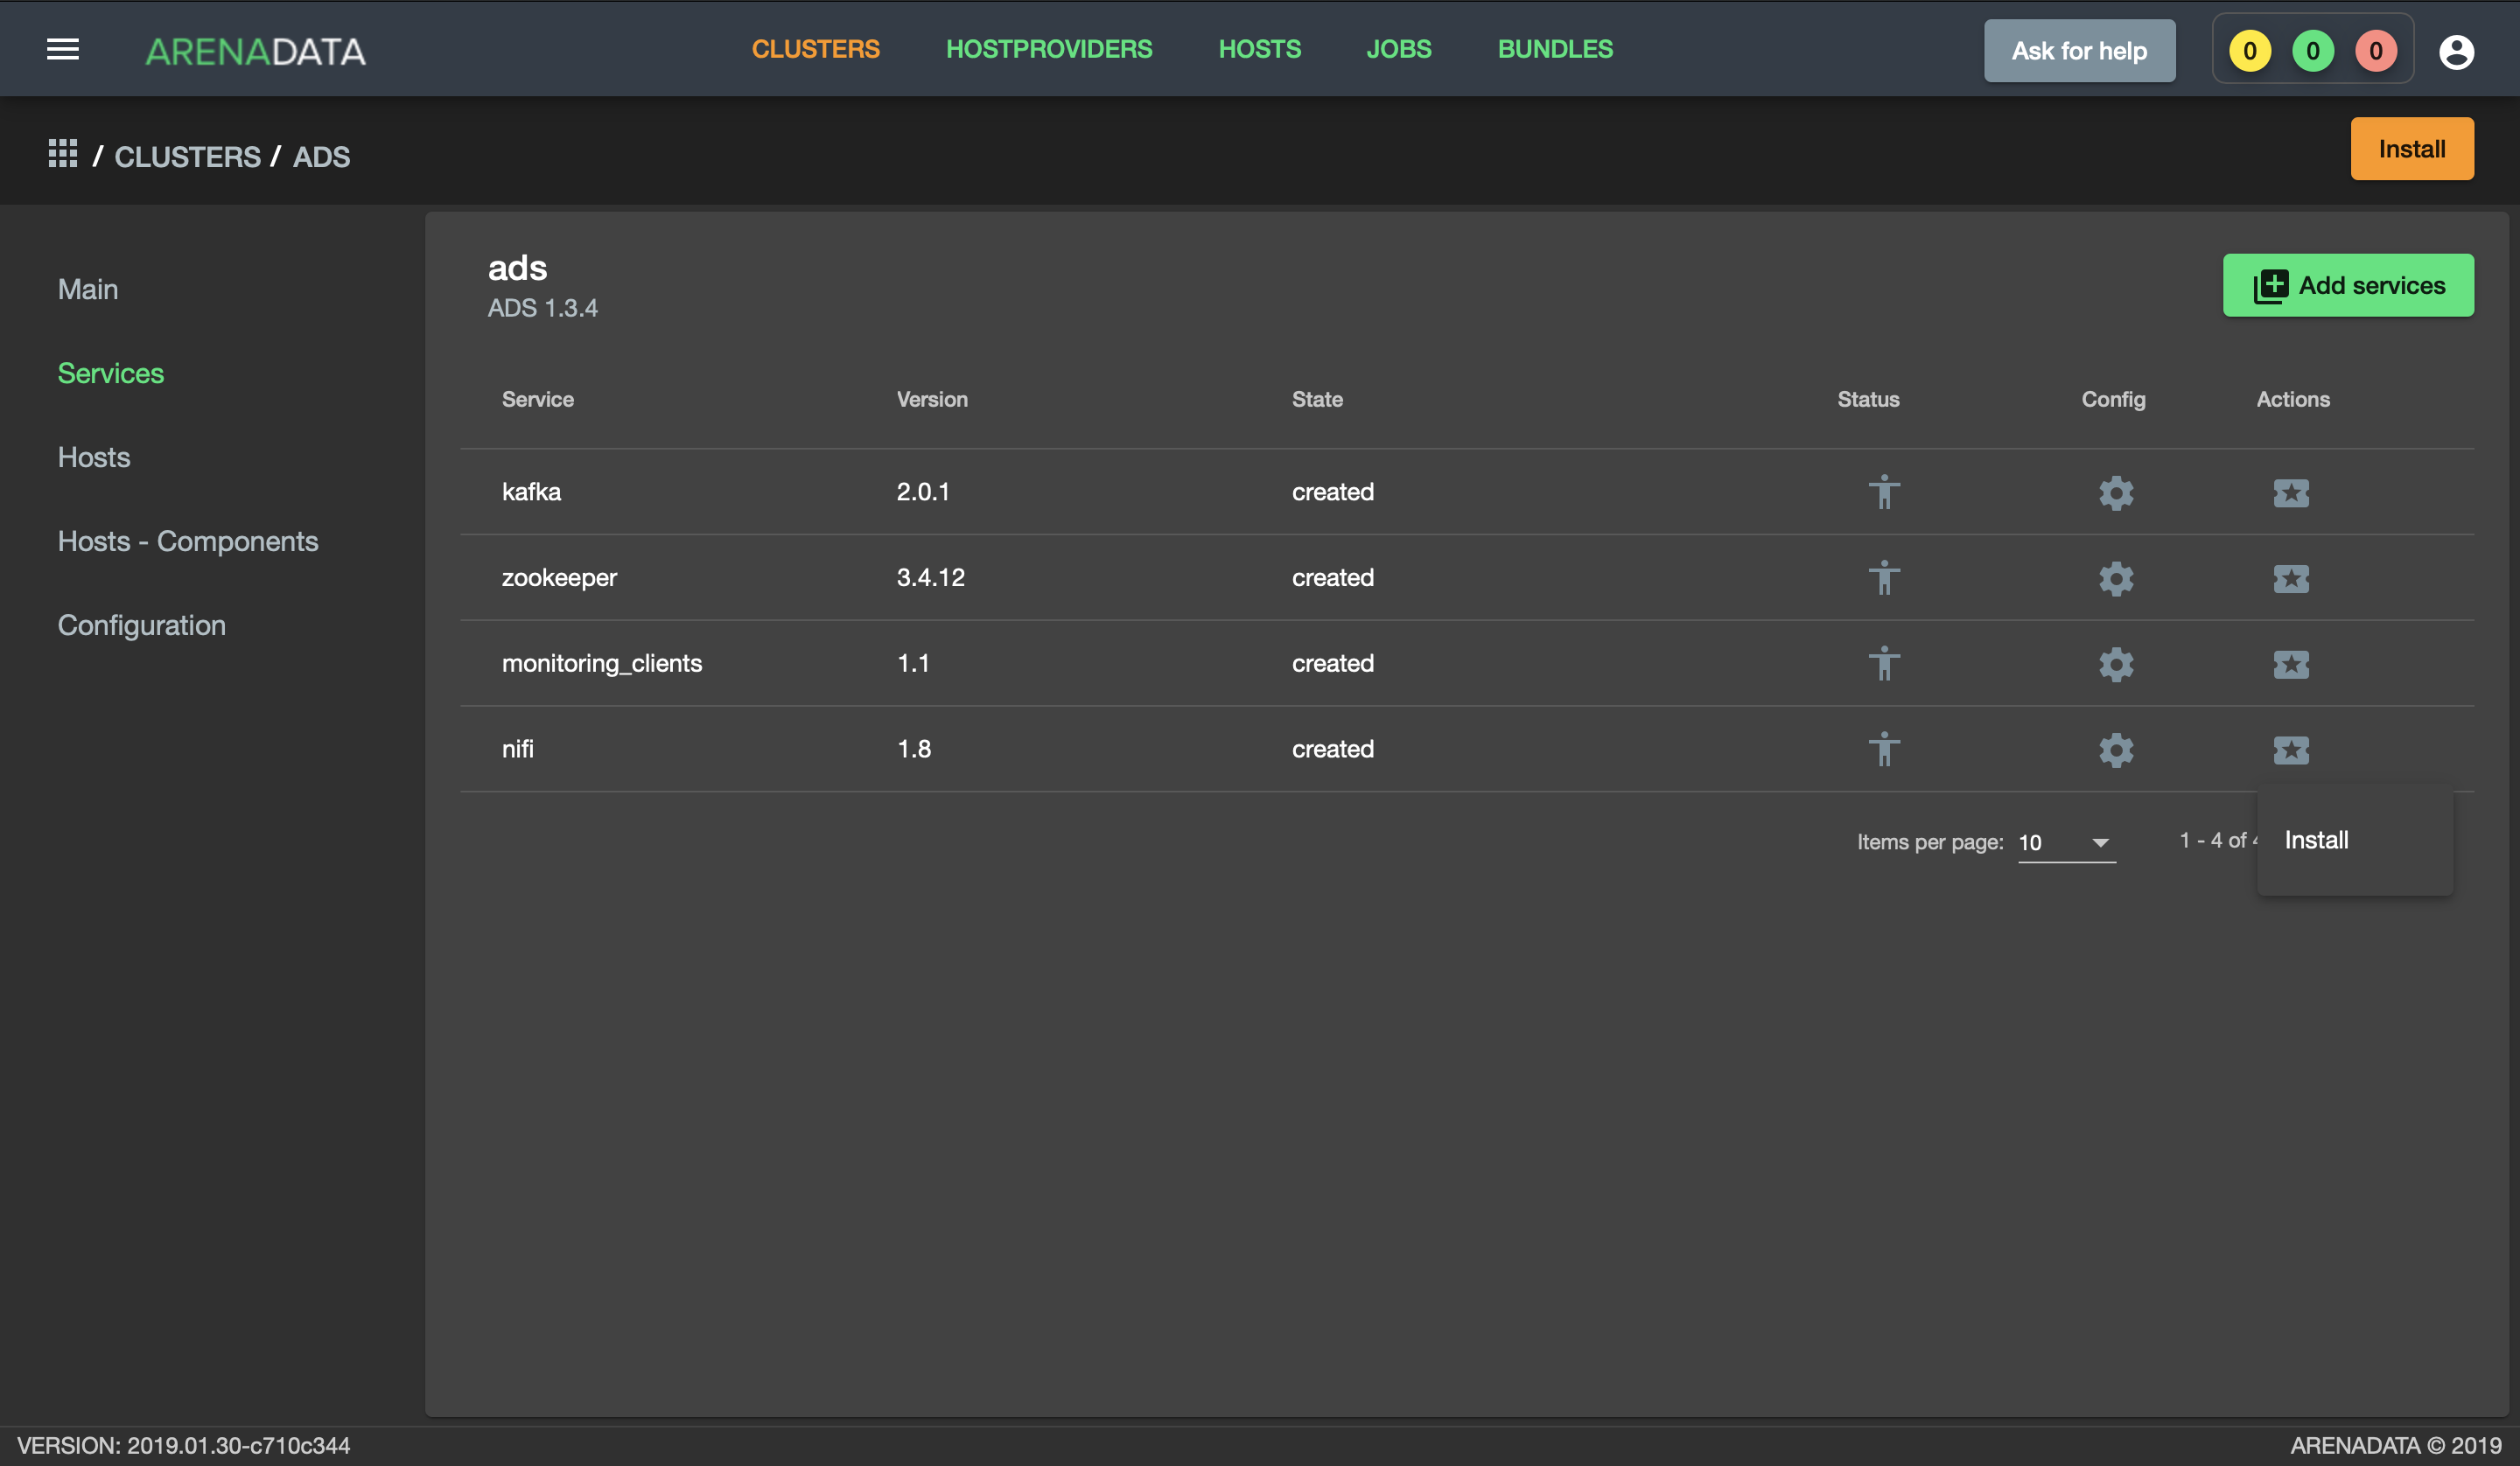 ARENADATA
CLUSTERS HOSTPROVIDERS HOSTS JOBS BUNDLES
Ask for help
0 0 0
/ CLUSTERS / ADS
Install
Main
Services
Hosts
Hosts - Components
Configuration
ads
ADS 1.3.4
Add services
Service Version State Status Config Actions
kafka 2.0.1 created
zookeeper 3.4.12 created
monitoring_clients 1.1 created
nifi 1.8 created
Items per page: 10 1 - 4 of
Install
VERSION: 2019.01.30-c710c344
ARENADATA © 2019